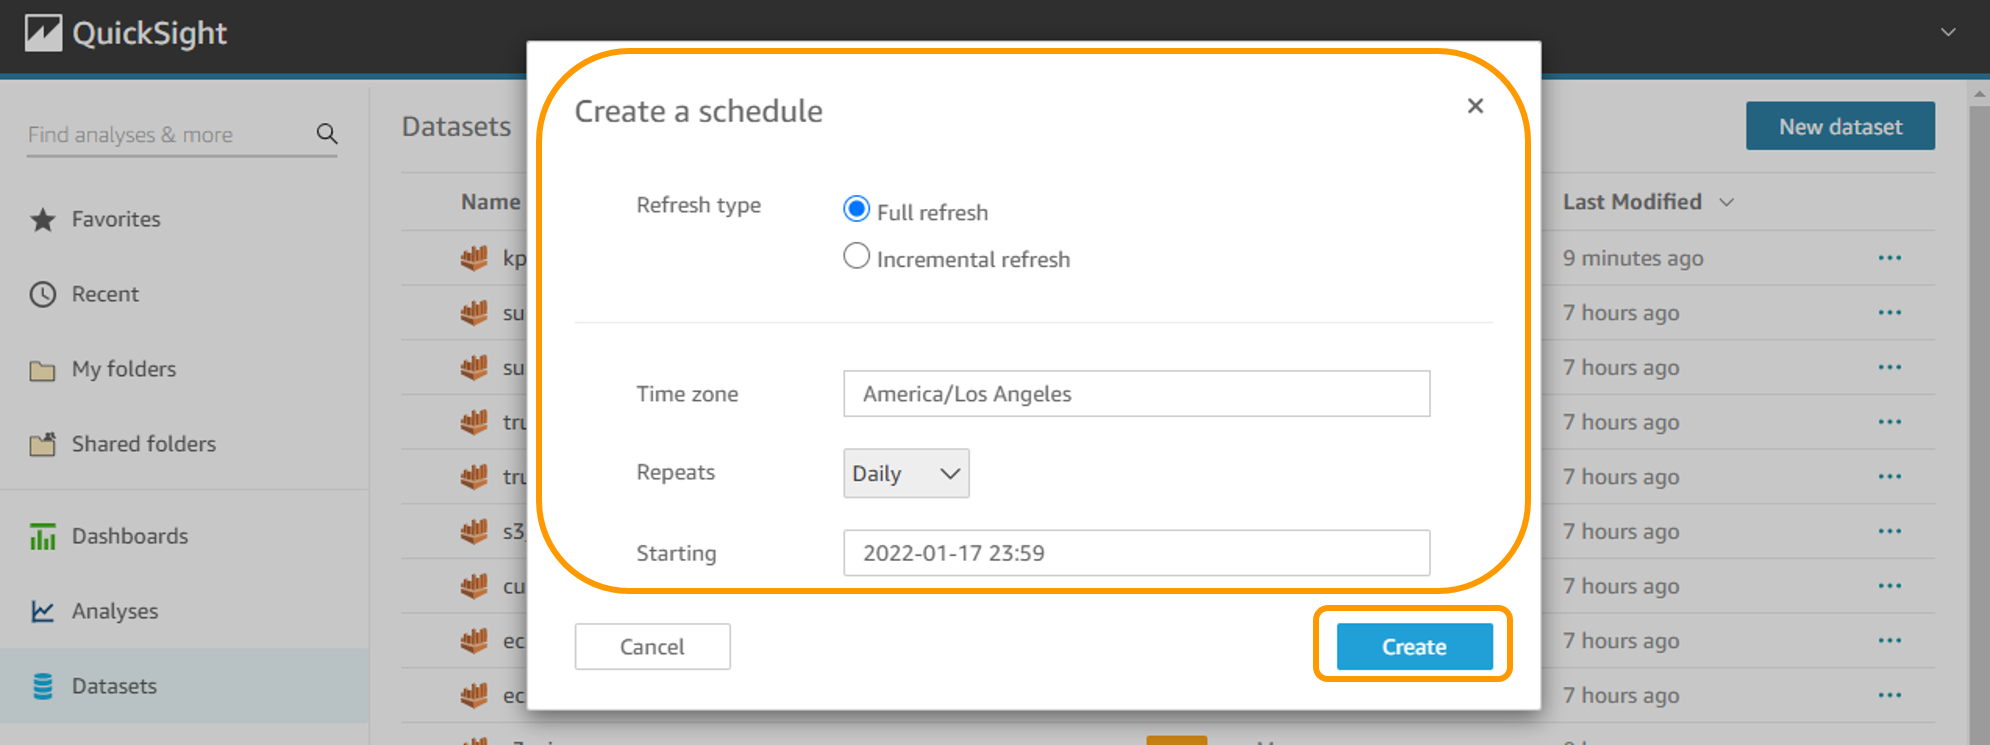 QuickSight
Find analyses & more
Favorites
Recent
My folders
Shared folders
Dashboards
Analyses
Datasets
Datasets
New dataset
Name
Last Modified
kp
9 minutes ago
su
7 hours ago
su
7 hours ago
tru
7 hours ago
tru
7 hours ago
s3
7 hours ago
cu
7 hours ago
ec
7 hours ago
ec
7 hours ago
Create a schedule
Refresh type
Full refresh
Incremental refresh
Time zone
America/Los Angeles
Repeats
Daily
Starting
2022-01-17 23:59
Cancel
Create